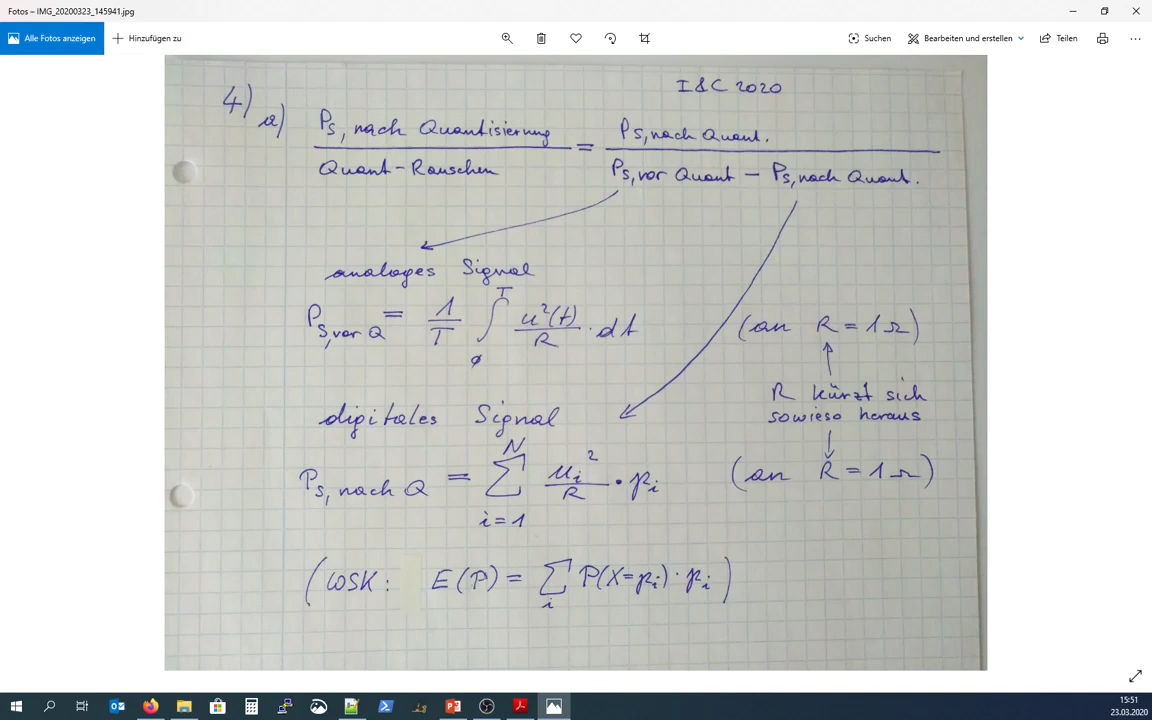 Fotos – IMG_20200323_145941.jpg
Alle Fotos anzeigen
Hinzufügen zu
Suchen
Bearbeiten und erstellen
Teilen
I&C 2020
4) a) P_S, nach Quantisierung / Quant-Rauschen = P_S, nach Quant. / P_S, vor Quant – P_S, nach Quant.
analoges Signal
P_S, vor Q = 1/T ∫_0^T u²(t)/R · dt (an R = 1 Ω)
R kürzt sich
sowieso heraus
digitales Signal
P_S, nach Q = ∑_{i=1}^N u_i²/R · p_i (an R = 1 Ω)
(WSK: E(P) = ∑_i P(X=p_i) · p_i)
15:51
23.03.2020